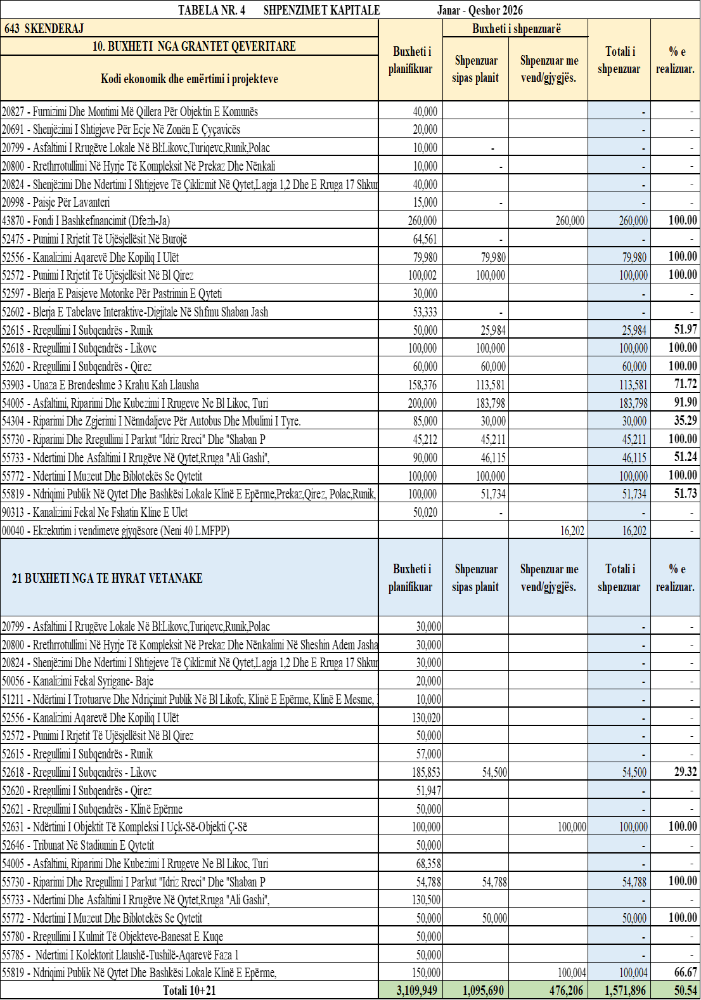 TABELA NR. 4 SHPENZIMET KAPITALE Janar - Qeshor 2026
643 SKENDERAJ Buxheti i shpenzuarë
10. BUXHETI NGA GRANTET QEVERITARE
Kodi ekonomik dhe emërtimi i projekteve Buxheti i planifikuar Shpenzuar sipas planit Shpenzuar me vend/gjygjës. Totali i shpenzuar % e realizuar.
20827 - Furnizimi Dhe Montimi Më Qillera Për Objektin E Komunës 40,000 - -
20691 - Shenjëzimi I Shtigjeve Për Ecje Në Zonën E Çyçavicës 20,000 - -
20799 - Asfaltimi I Rrugëve Lokale Në Bl:Likovc,Turiqevc,Runik,Polac 10,000 - - -
20800 - Rrethrrotullimi Në Hyrje Të Kompleksit Në Prekaz Dhe Nënkali 10,000 - - -
20824 - Shenjëzimi Dhe Ndertimi I Shtigjeve Të Çiklizmit Në Qytet,Lagja 1,2 Dhe E Rruga 17 Shkur 40,000 - -
20998 - Paisje Për Lavanteri 15,000 - - -
43870 - Fondi I Bashkefinancimit (Dfezh-Ja) 260,000 260,000 260,000 100.00
52475 - Punimi I Rrjetit Të Ujësjellësit Në Burojë 64,561 - - -
52556 - Kanalizimi Aqarevë Dhe Kopiliq I Ulët 79,980 79,980 79,980 100.00
52572 - Punimi I Rrjetit Të Ujësjellësit Në Bl Qirez 100,002 100,000 100,000 100.00
52597 - Blerja E Paisjeve Motorike Për Pastrimin E Qyteti 30,000 - -
52602 - Blerja E Tabelave Interaktive-Digjitale Në Shfmu Shaban Jash 53,333 - - -
52615 - Rregullimi I Subqendrës - Runik 50,000 25,984 25,984 51.97
52618 - Rregullimi I Subqendrës - Likovc 100,000 100,000 100,000 100.00
52620 - Rregullimi I Subqendrës - Qirez 60,000 60,000 60,000 100.00
53903 - Unaza E Brendeshme 3 Krahu Kah Llausha 158,376 113,581 113,581 71.72
54005 - Asfaltimi, Riparimi Dhe Kubezimi I Rrugeve Ne Bl Likoc, Turi 200,000 183,798 183,798 91.90
54304 - Riparimi Dhe Zgjerimi I Nënndaljeve Për Autobus Dhe Mbulimi I Tyre. 85,000 30,000 30,000 35.29
55730 - Riparimi Dhe Rregullimi I Parkut "Idriz Rreci" Dhe "Shaban P 45,212 45,211 45,211 100.00
55733 - Ndertimi Dhe Asfaltimi I Rrugëve Në Qytet,Rruga "Ali Gashi", 90,000 46,115 46,115 51.24
55772 - Ndertimi I Muzeut Dhe Biblotekës Se Qytetit 100,000 100,000 100,000 100.00
55819 - Ndriqimi Publik Në Qytet Dhe Bashkësi Lokale Klinë E Epërme,Prekaz,Qirez, Polac,Runik, 100,000 51,734 51,734 51.73
90313 - Kanalizimi Fekal Ne Fshatin Kline E Ulet 50,020 - - -
00040 - Ekzekutim i vendimeve gjyqësore (Neni 40 LMFPP) 16,202 16,202 -
21 BUXHETI NGA TE HYRAT VETANAKE Buxheti i planifikuar Shpenzuar sipas planit Shpenzuar me vend/gjygjës. Totali i shpenzuar % e realizuar.
20799 - Asfaltimi I Rrugëve Lokale Në Bl:Likovc,Turiqevc,Runik,Polac 30,000 - -
20800 - Rrethrrotullimi Në Hyrje Të Kompleksit Në Prekaz Dhe Nënkalimi Në Sheshin Adem Jasha 30,000 - -
20824 - Shenjëzimi Dhe Ndertimi I Shtigjeve Të Çiklizmit Në Qytet,Lagja 1,2 Dhe E Rruga 17 Shkur 30,000 - -
50056 - Kanalizimi Fekal Syrigane- Baje 20,000 - -
51211 - Ndërtimi I Trotuarve Dhe Ndriçimit Publik Në Bl Likofc, Klinë E Epërme, Klinë E Mesme, 10,000 - -
52556 - Kanalizimi Aqarevë Dhe Kopiliq I Ulët 130,020 - -
52572 - Punimi I Rrjetit Të Ujësjellësit Në Bl Qirez 50,000 - -
52615 - Rregullimi I Subqendrës - Runik 57,000 - -
52618 - Rregullimi I Subqendrës - Likovc 185,853 54,500 54,500 29.32
52620 - Rregullimi I Subqendrës - Qirez 51,947 - -
52621 - Rregullimi I Subqendrës - Klinë Epërme 50,000 - -
52631 - Ndërtimi I Objektit Të Kompleksi I Uçk-Së-Objekti Ç-Së 100,000 100,000 100,000 100.00
52646 - Tribunat Në Stadiumin E Qytetit 50,000 - -
54005 - Asfaltimi, Riparimi Dhe Kubezimi I Rrugeve Ne Bl Likoc, Turi 68,358 - -
55730 - Riparimi Dhe Rregullimi I Parkut "Idriz Rreci" Dhe "Shaban P 54,788 54,788 54,788 100.00
55733 - Ndertimi Dhe Asfaltimi I Rrugëve Në Qytet,Rruga "Ali Gashi", 130,500 - -
55772 - Ndertimi I Muzeut Dhe Biblotekës Se Qytetit 50,000 50,000 50,000 100.00
55780 - Rregullimi I Kulmit Të Objekteve-Banesat E Kuqe 50,000 - -
55785 - Ndertimi I Kolektorit Llaushë-Tushilë-Aqarevë Faza 1 50,000 - -
55819 - Ndriqimi Publik Në Qytet Dhe Bashkësi Lokale Klinë E Epërme, 150,000 100,004 100,004 66.67
Totali 10+21 3,109,949 1,095,690 476,206 1,571,896 50.54